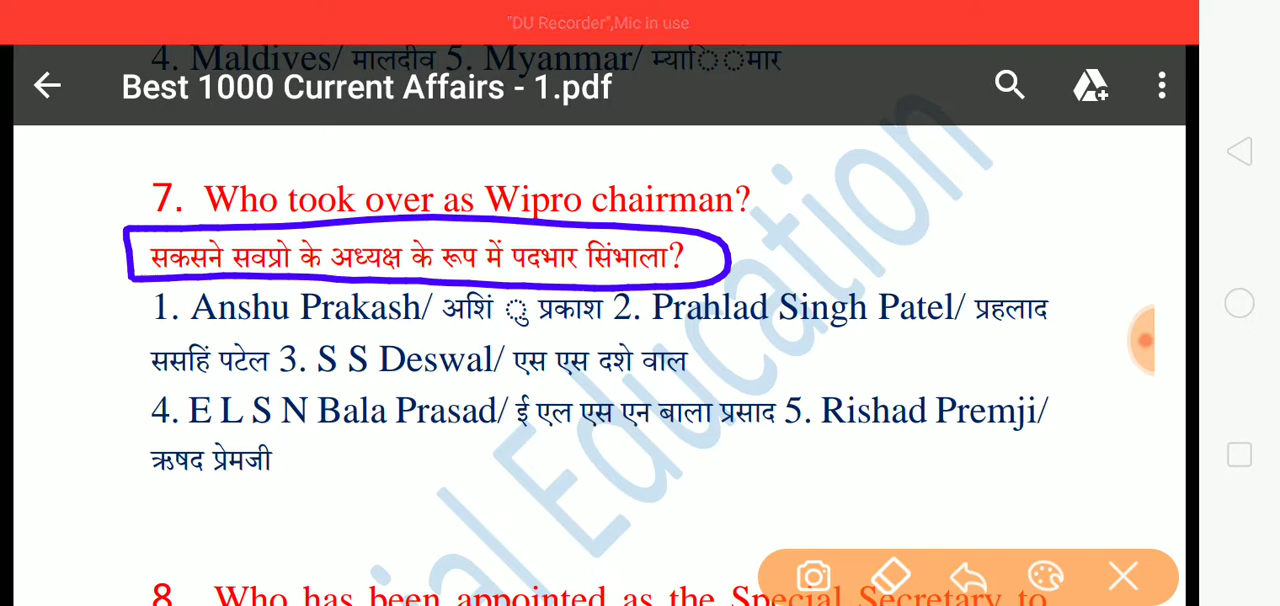 "DU Recorder",Mic in use
4. Maldives/ मालदीव 5. Myanmar/ म्याि◌ंमार
Best 1000 Current Affairs - 1.pdf
7. Who took over as Wipro chairman?
सकसने सवप्रो के अध्यक्ष के रूप में पदभार सिंभाला?
1. Anshu Prakash/ अशिं ु प्रकाश 2. Prahlad Singh Patel/ प्रहलाद
ससहिं पटेल 3. S S Deswal/ एस एस दशे वाल
4. E L S N Bala Prasad/ ई एल एस एन बाला प्रसाद 5. Rishad Premji/
ऋषद प्रेमजी
8. Who has been appointed as the Special Secretary to
ial Education